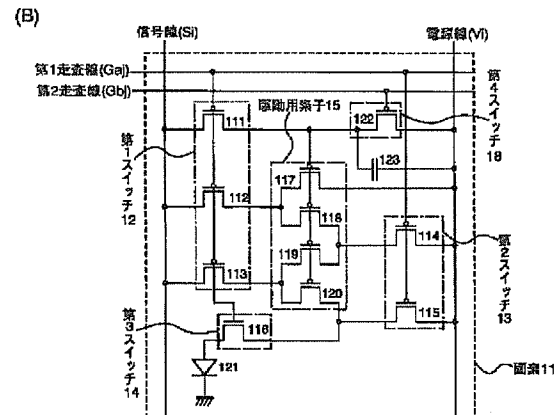 (B)
信号線(Si)
電源線(Vi)
第1走査線(Gaj)
第2走査線(Gbj)
駆動用素子15
第4スイッチ18
第1スイッチ12
111
122
123
117
112
118
119
114
113
120
第2スイッチ13
第3スイッチ14
116
115
121
画素11